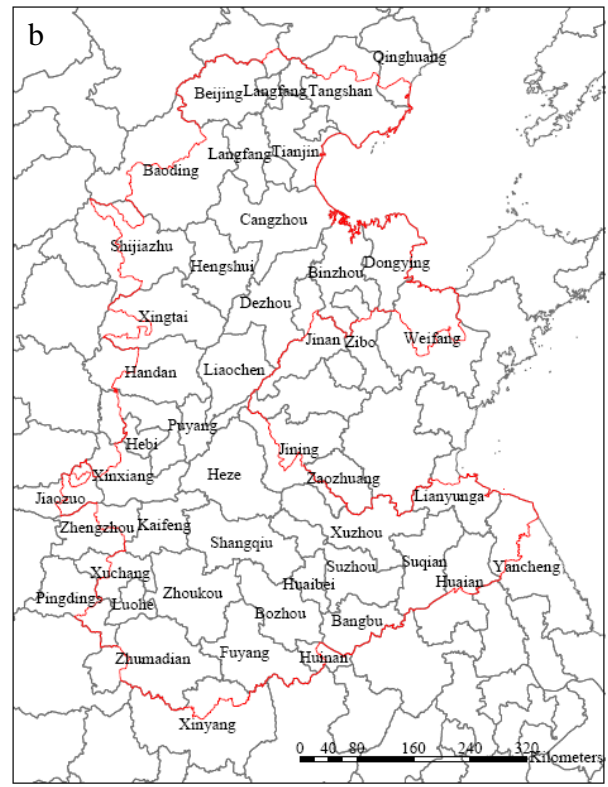 b
Qinghuang
Beijing Langfang Tangshan
Langfang Tianjin
Baoding
Cangzhou
Shijiazhu
Hengshui
Dongying
Binzhou
Dezhou
Xingtai
Jinan Zibo Weifang
Handan
Liaochen
Puyang
Hebi
Jining
Xinxiang
Heze
Zaozhuang
Jiaozuo
Lianyunga
Zhengzhou Kaifeng
Xuzhou
Shangqiu
Suqian
Suzhou
Yancheng
Xuchang
Huaibei
Huaian
Zhoukou
Pingdings
Luohe
Bozhou
Bangbu
Fuyang
Huinan
Zhumadian
Xinyang
0 40 80 160 240 320
Kilometers